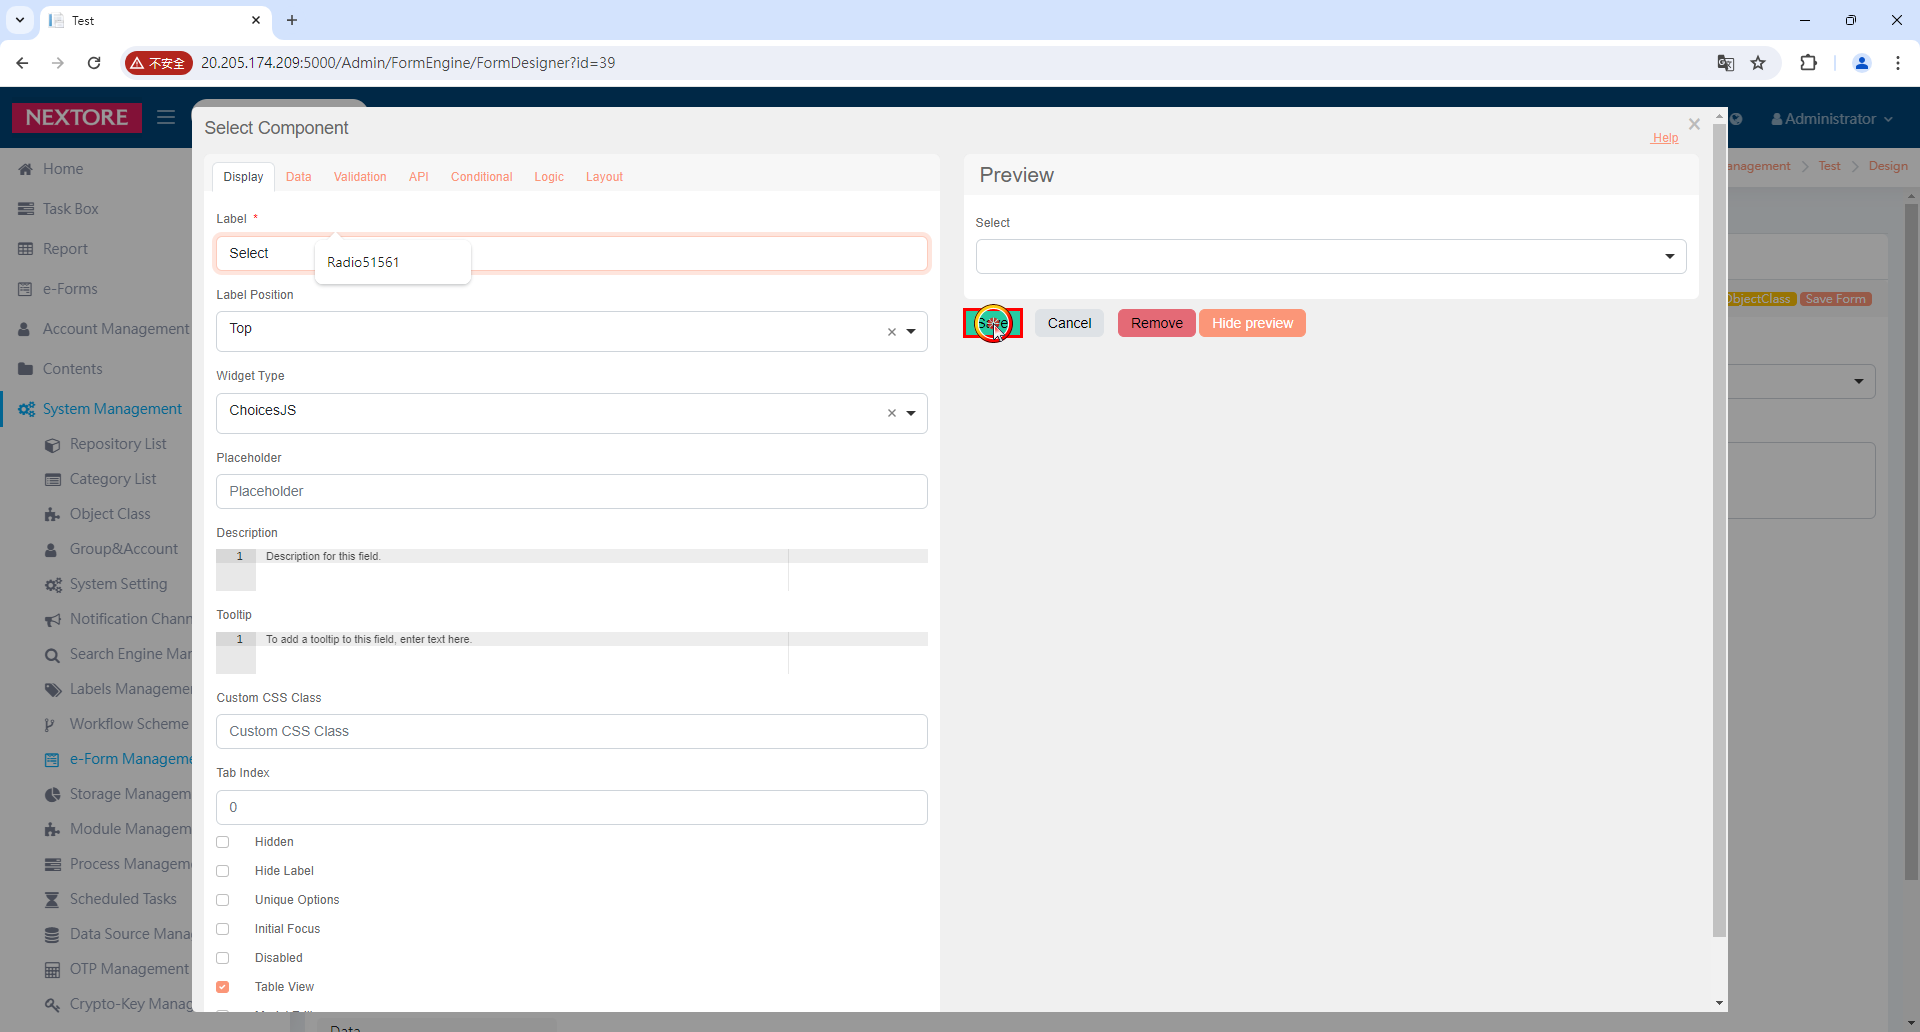 Test
不安全
20.205.174.209:5000/Admin/FormEngine/FormDesigner?id=39
NEXTORE
Administrator
Home
Task Box
Report
e-Forms
Account Management
Contents
System Management
Repository List
Category List
Object Class
Group&Account
System Setting
Notification Chann
Search Engine Mar
Labels Manageme
Workflow Scheme
e-Form Manageme
Storage Managem
Module Managem
Process Managem
Scheduled Tasks
Data Source Mana
OTP Management
Crypto-Key Manag
anagement
Test
Design
ObjectClass
Save Form
Select Component
Help
Display
Data
Validation
API
Conditional
Logic
Layout
Label *
Select
Radio51561
Label Position
Top
Widget Type
ChoicesJS
Placeholder
Placeholder
Description
1
Description for this field.
Tooltip
1
To add a tooltip to this field, enter text here.
Custom CSS Class
Custom CSS Class
Tab Index
0
Hidden
Hide Label
Unique Options
Initial Focus
Disabled
Table View
Preview
Select
Save
Cancel
Remove
Hide preview
Data